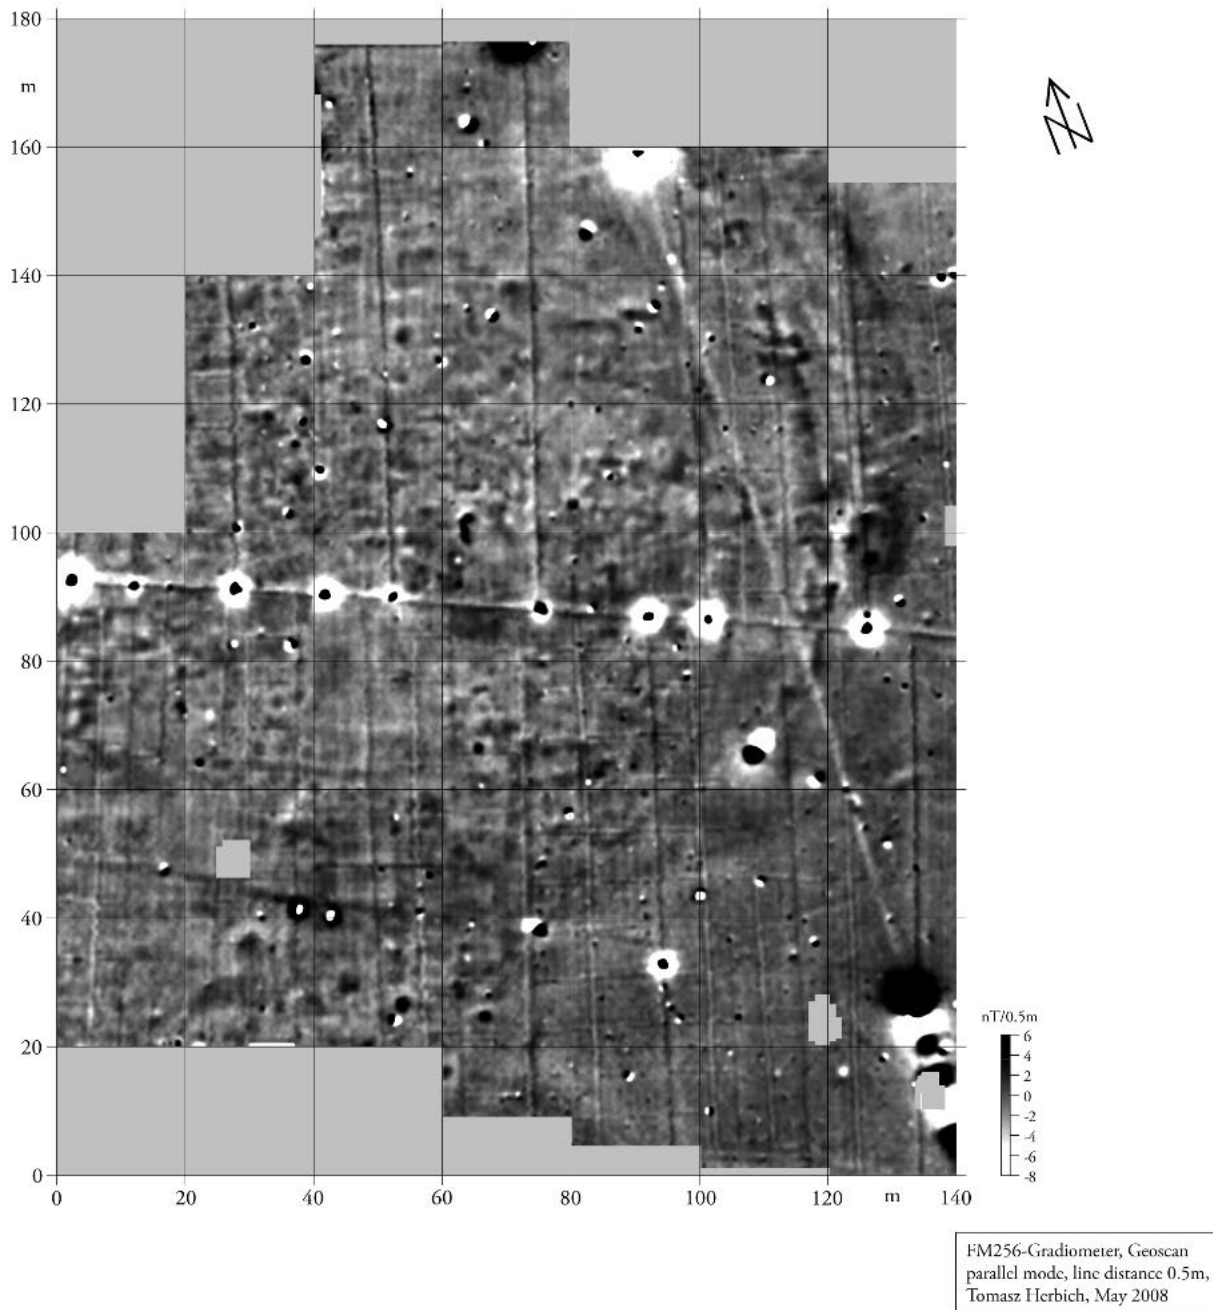 180
m
160
140
120
100
80
60
40
20
0
0 20 40 60 80 100 120 m 140
N
nT/0.5m
6
4
2
0
-2
-4
-6
-8
FM256-Gradiometer, Geoscan
parallel mode, line distance 0.5m,
Tomasz Herbich, May 2008